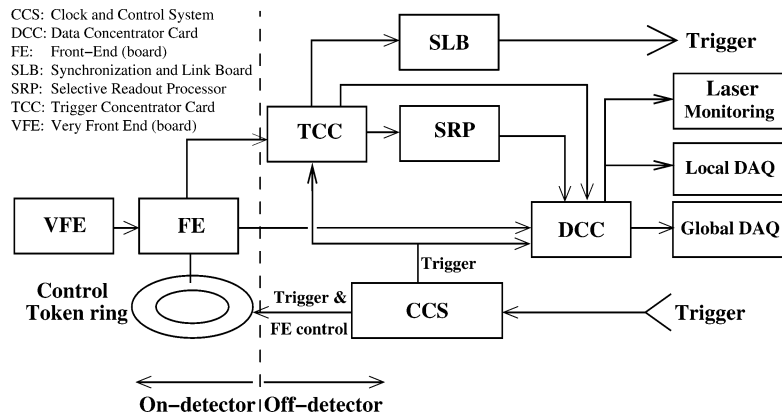 CCS: Clock and Control System
DCC: Data Concentrator Card
FE: Front-End (board)
SLB: Synchronization and Link Board
SRP: Selective Readout Processor
TCC: Trigger Concentrator Card
VFE: Very Front End (board)
SLB
Trigger
TCC
SRP
Laser
Monitoring
Local DAQ
VFE
FE
DCC
Global DAQ
Trigger
Control
Token ring
Trigger &
FE control
CCS
Trigger
On-detector
Off-detector